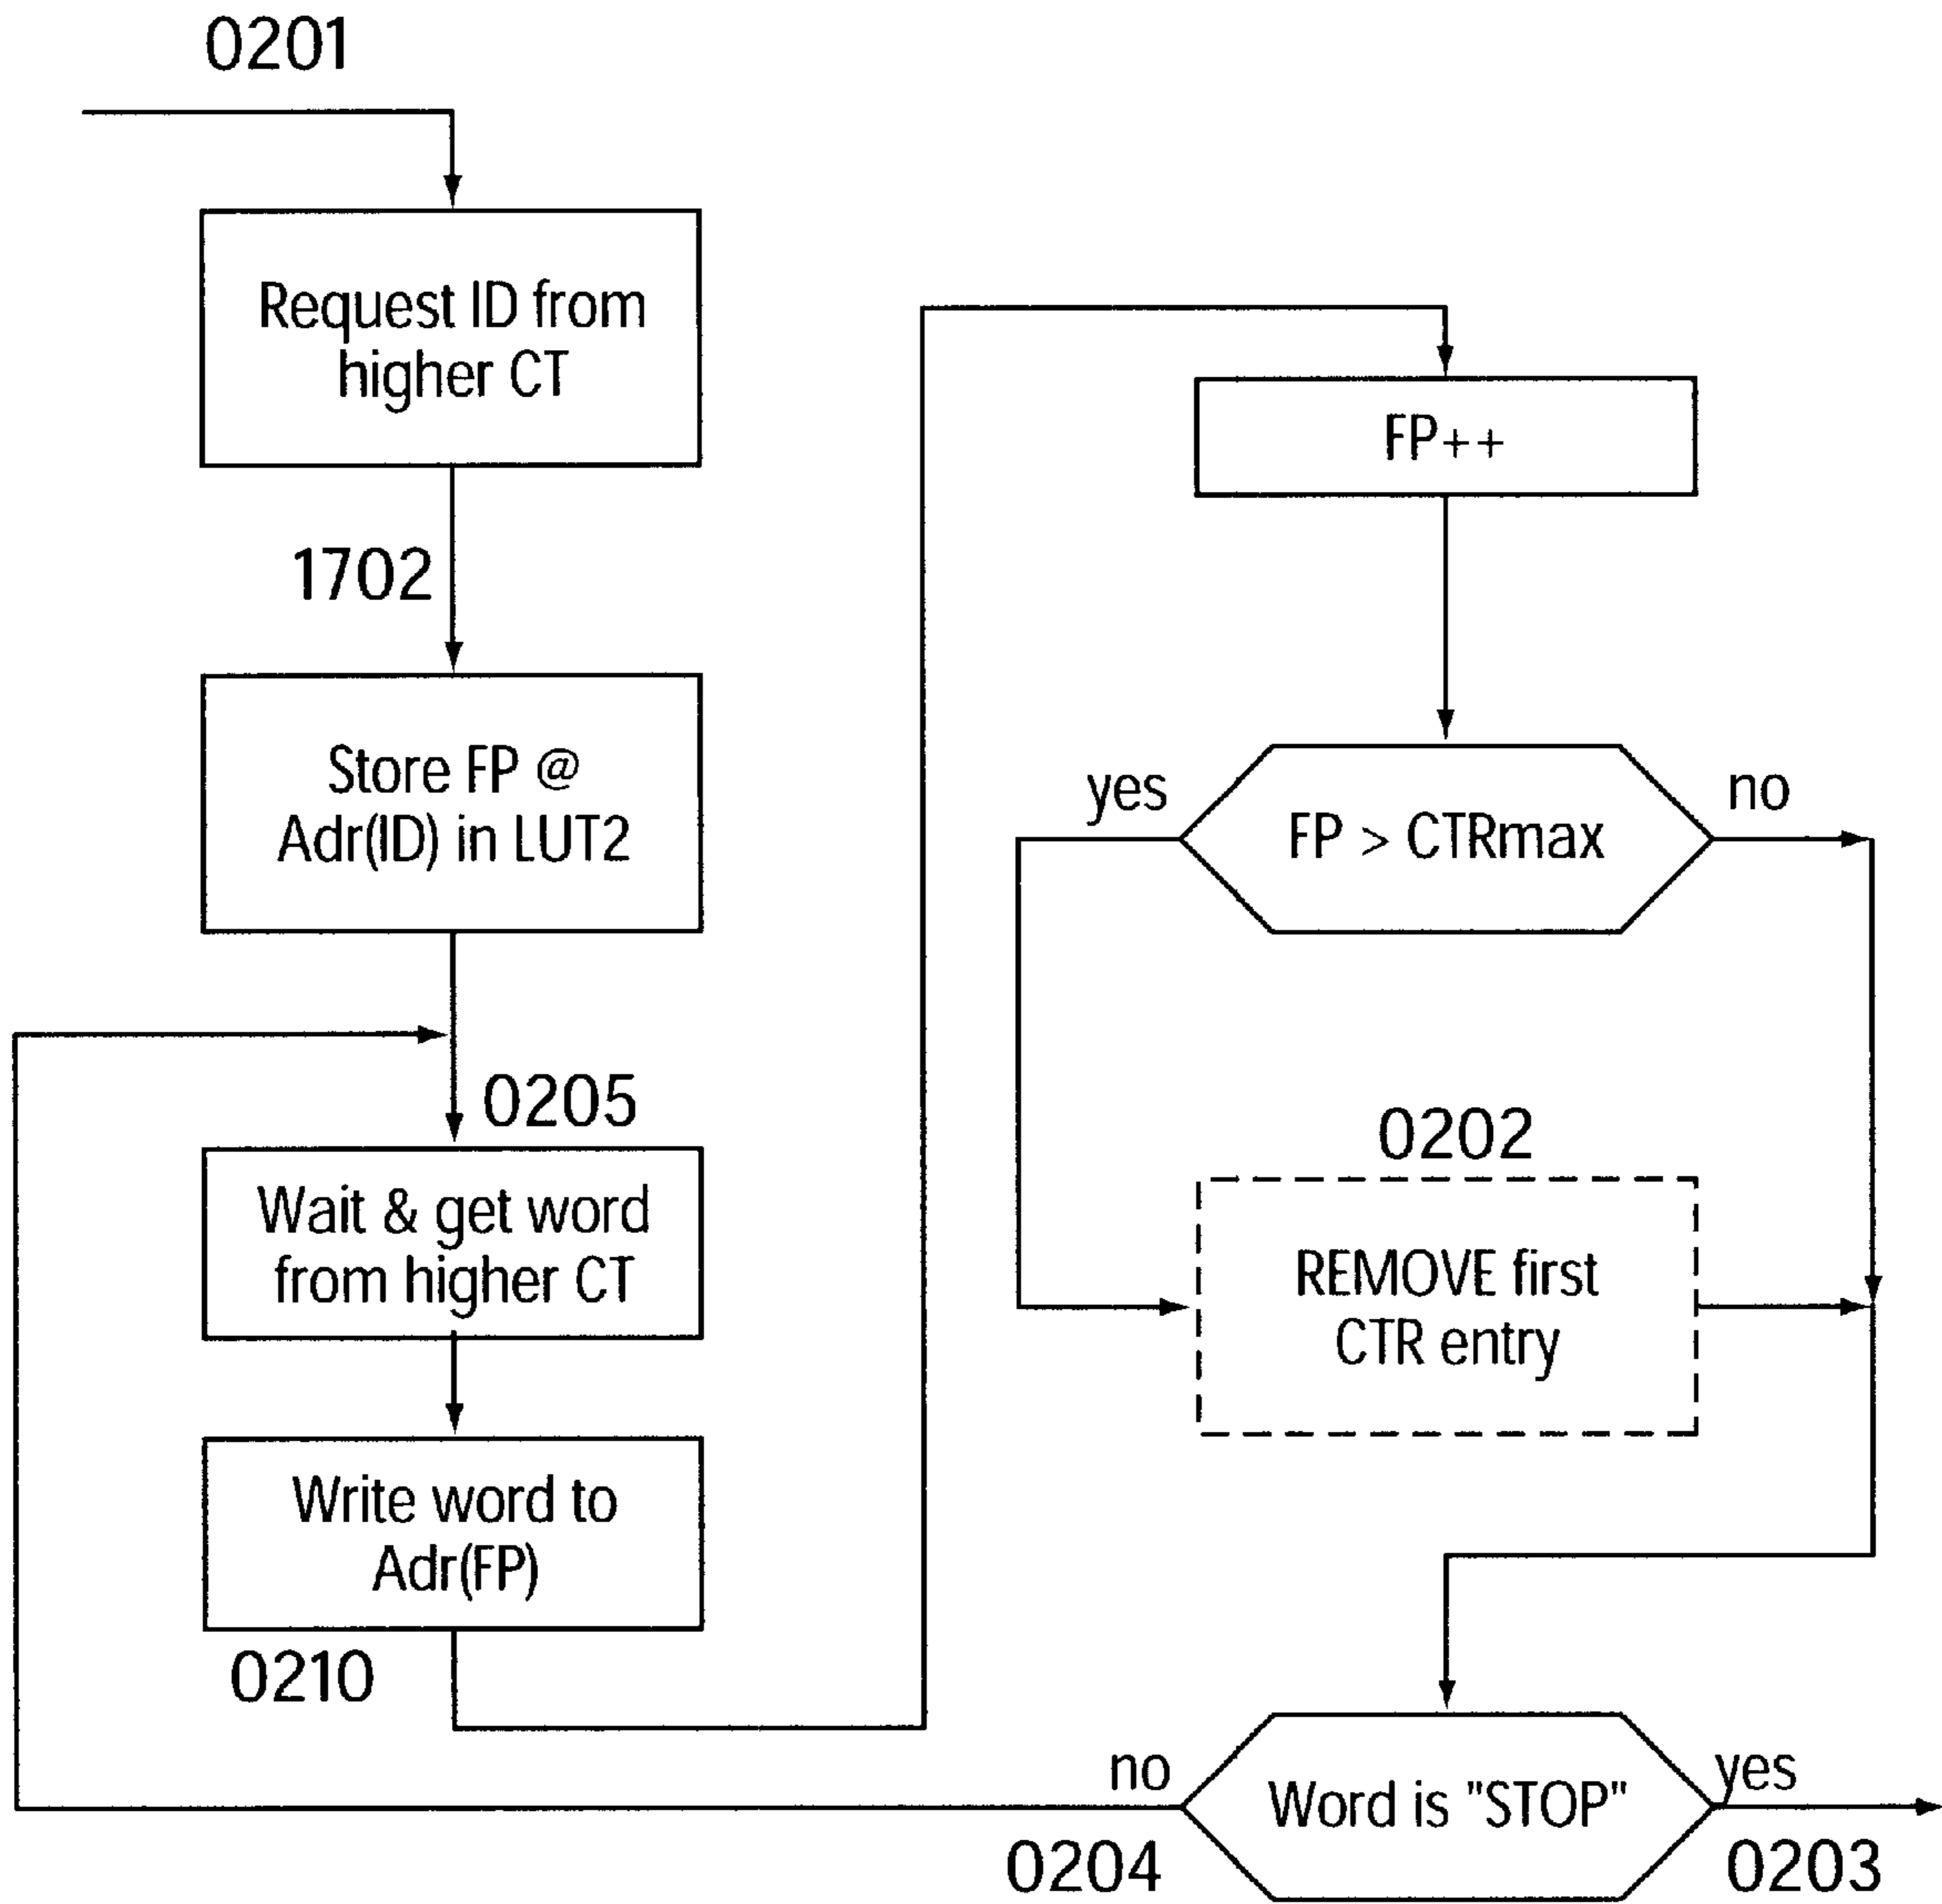 0201
Request ID from
higher CT
1702
Store FP @
Adr(ID) in LUT2
0205
Wait & get word
from higher CT
Write word to
Adr(FP)
0210
FP++
FP > CTRmax
yes
no
0202
REMOVE first
CTR entry
Word is "STOP"
no
yes
0204
0203